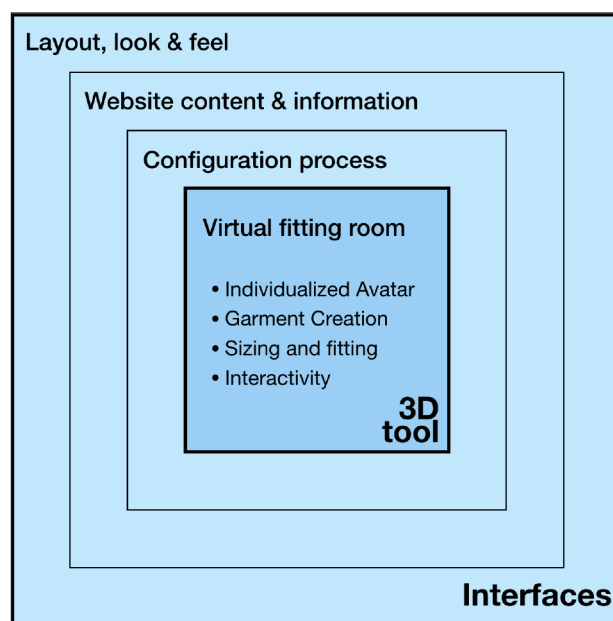 Layout, look & feel
Website content & information
Configuration process
Virtual fitting room
• Individualized Avatar
• Garment Creation
• Sizing and fitting
• Interactivity
3D
tool
Interfaces